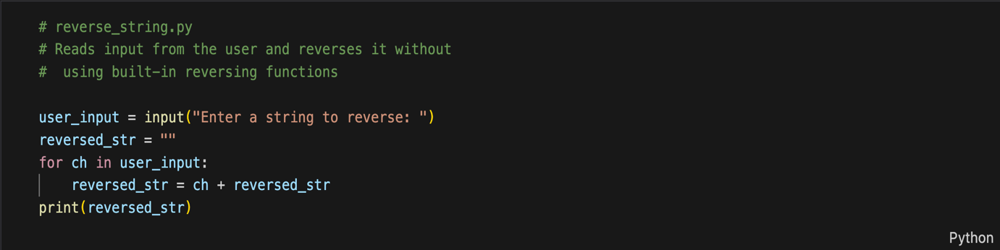 # reverse_string.py
# Reads input from the user and reverses it without
#  using built-in reversing functions
user_input = input("Enter a string to reverse: ")
reversed_str = ""
for ch in user_input:
    reversed_str = ch + reversed_str
print(reversed_str)
Python